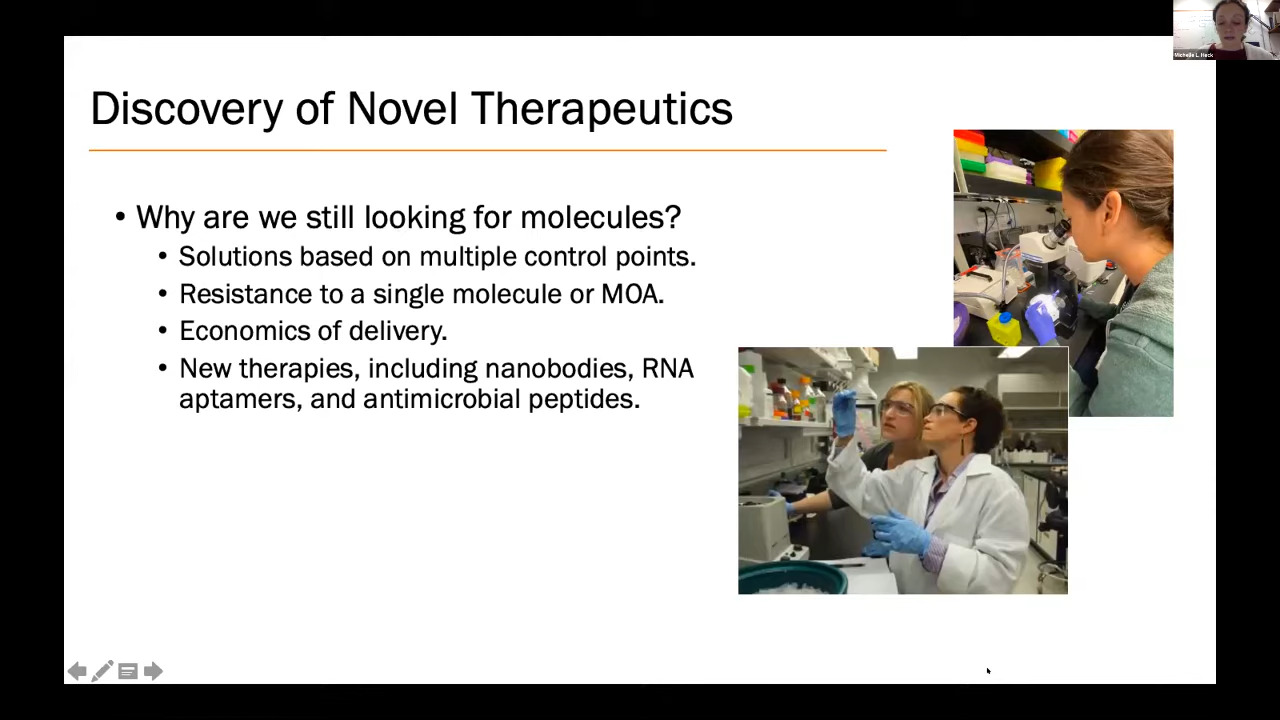 Michelle L. Heck
Discovery of Novel Therapeutics
• Why are we still looking for molecules?
• Solutions based on multiple control points.
• Resistance to a single molecule or MOA.
• Economics of delivery.
• New therapies, including nanobodies, RNA
aptamers, and antimicrobial peptides.